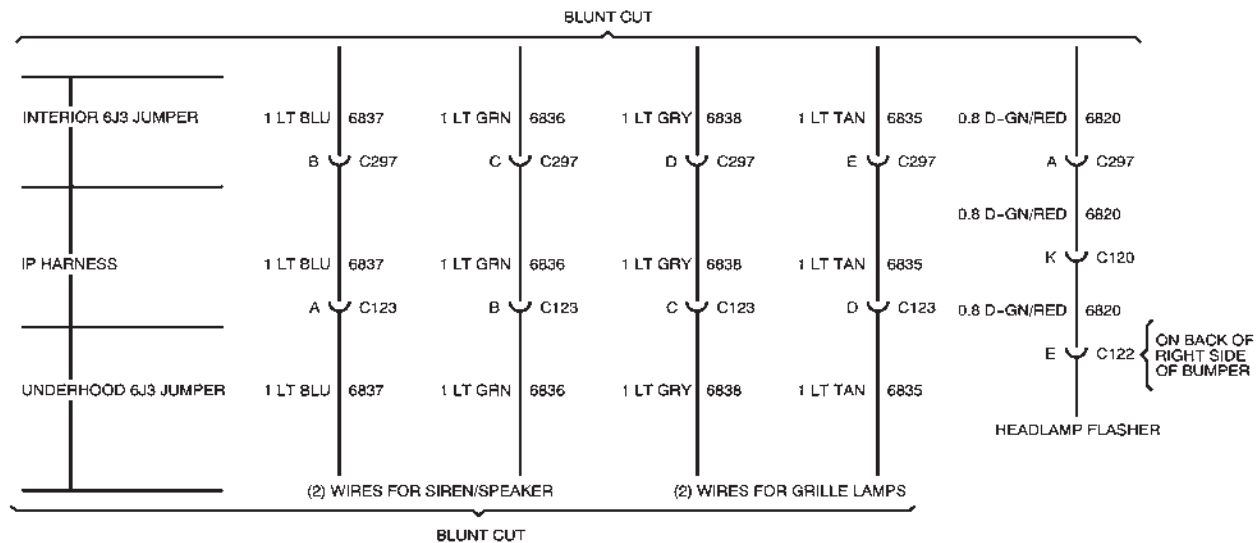 BLUNT CUT
INTERIOR 6J3 JUMPER
1 LT BLU 6837
1 LT GRN 6836
1 LT GRY 6838
1 LT TAN 6835
0.8 D-GN/RED 6820
B C297
C C297
D C297
E C297
A C297
0.8 D-GN/RED 6820
IP HARNESS
1 LT BLU 6837
1 LT GRN 6836
1 LT GRY 6838
1 LT TAN 6835
K C120
A C123
B C123
C C123
D C123
0.8 D-GN/RED 6820
E C122
ON BACK OF
RIGHT SIDE
OF BUMPER
UNDERHOOD 6J3 JUMPER
1 LT BLU 6837
1 LT GRN 6836
1 LT GRY 6838
1 LT TAN 6835
HEADLAMP FLASHER
(2) WIRES FOR SIREN/SPEAKER
(2) WIRES FOR GRILLE LAMPS
BLUNT CUT